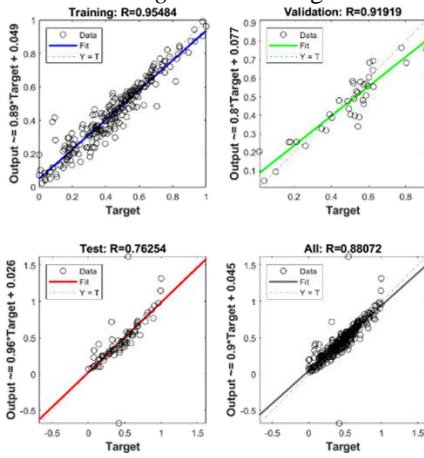 Training: R=0.95484
Output ~= 0.89*Target + 0.049
1
0.8
0.6
0.4
0.2
0
0
0.5
1
Target
Data
Fit
Y = T
Validation: R=0.91919
Output ~= 0.8*Target + 0.077
0.9
0.8
0.7
0.6
0.5
0.4
0.3
0.2
0.1
0.2
0.4
0.6
0.8
Target
Data
Fit
Y = T
Test: R=0.76254
Output ~= 0.96*Target + 0.026
1.5
1
0.5
0
-0.5
-0.5
0
0.5
1
1.5
Target
Data
Fit
Y = T
All: R=0.88072
Output ~= 0.9*Target + 0.045
1.5
1
0.5
0
-0.5
-0.5
0
0.5
1
1.5
Target
Data
Fit
Y = T